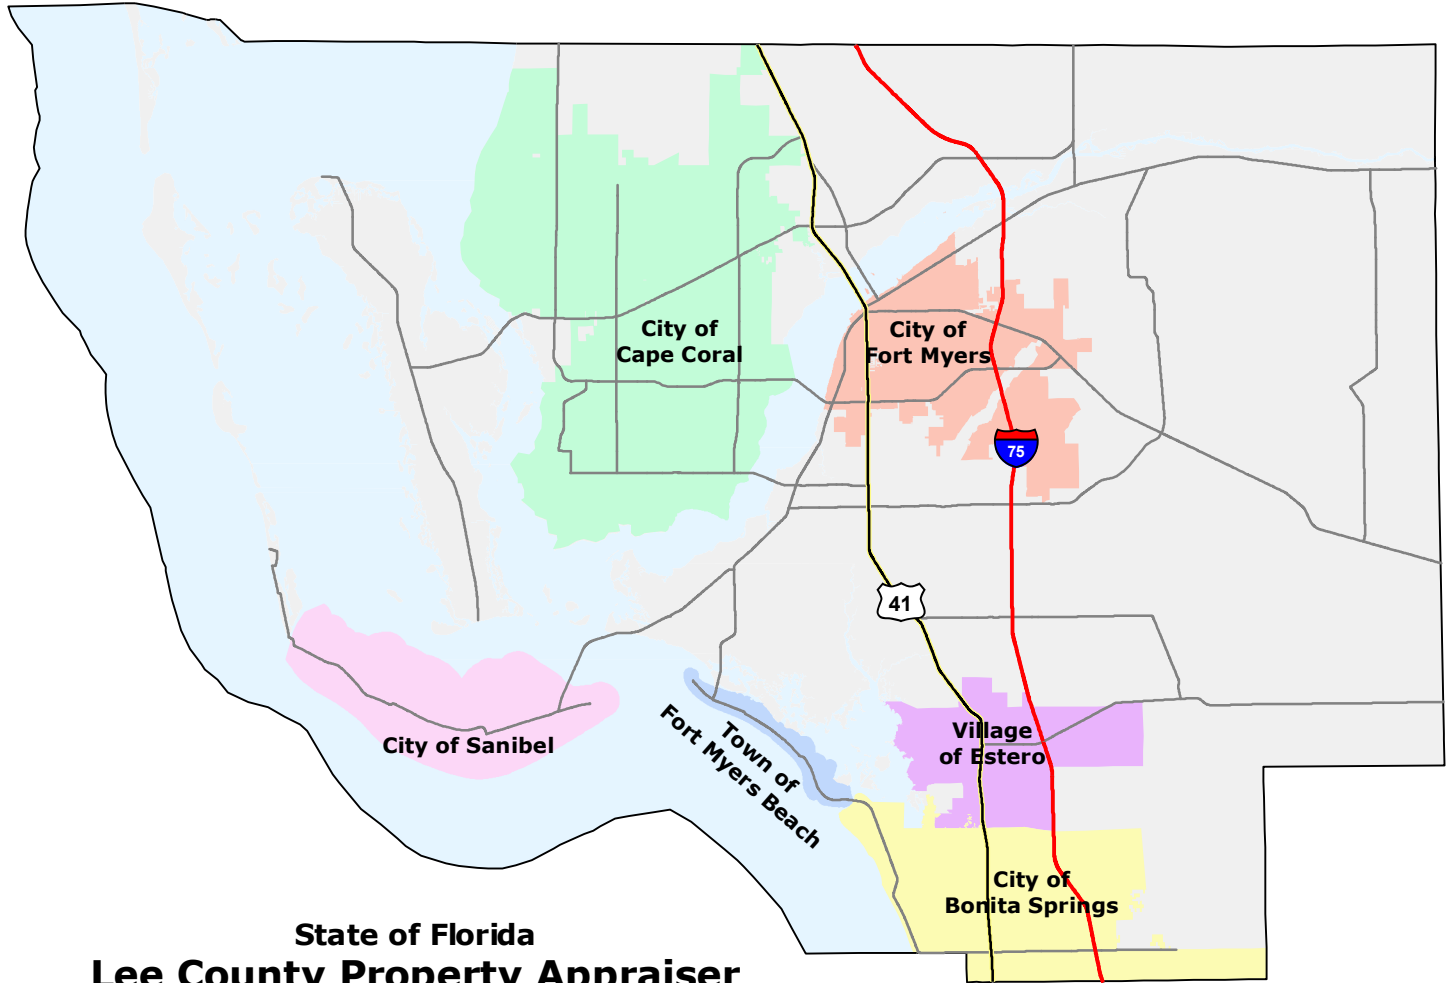 City of
Cape Coral
City of
Fort Myers
75
41
City of Sanibel
Town of
Fort Myers Beach
Village
of Estero
City of
Bonita Springs
State of Florida
Lee County Property Appraiser